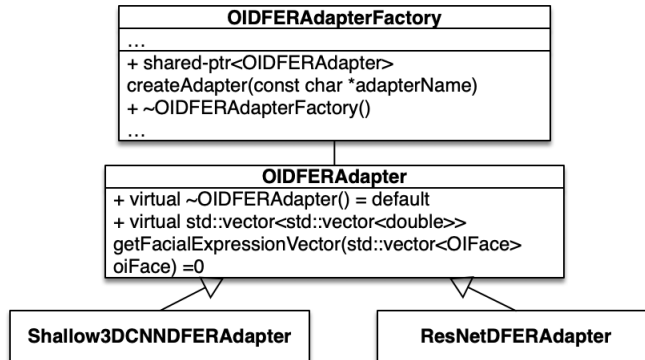 OIDFERAdapterFactory
...
+ shared-ptr<OIDFERAdapter>
createAdapter(const char *adapterName)
+ ~OIDFERAdapterFactory()
...
OIDFERAdapter
+ virtual ~OIDFERAdapter() = default
+ virtual std::vector<std::vector<double>>
getFacialExpressionVector(std::vector<OIFace>
oiFace) =0
Shallow3DCNNDFERAdapter
ResNetDFERAdapter